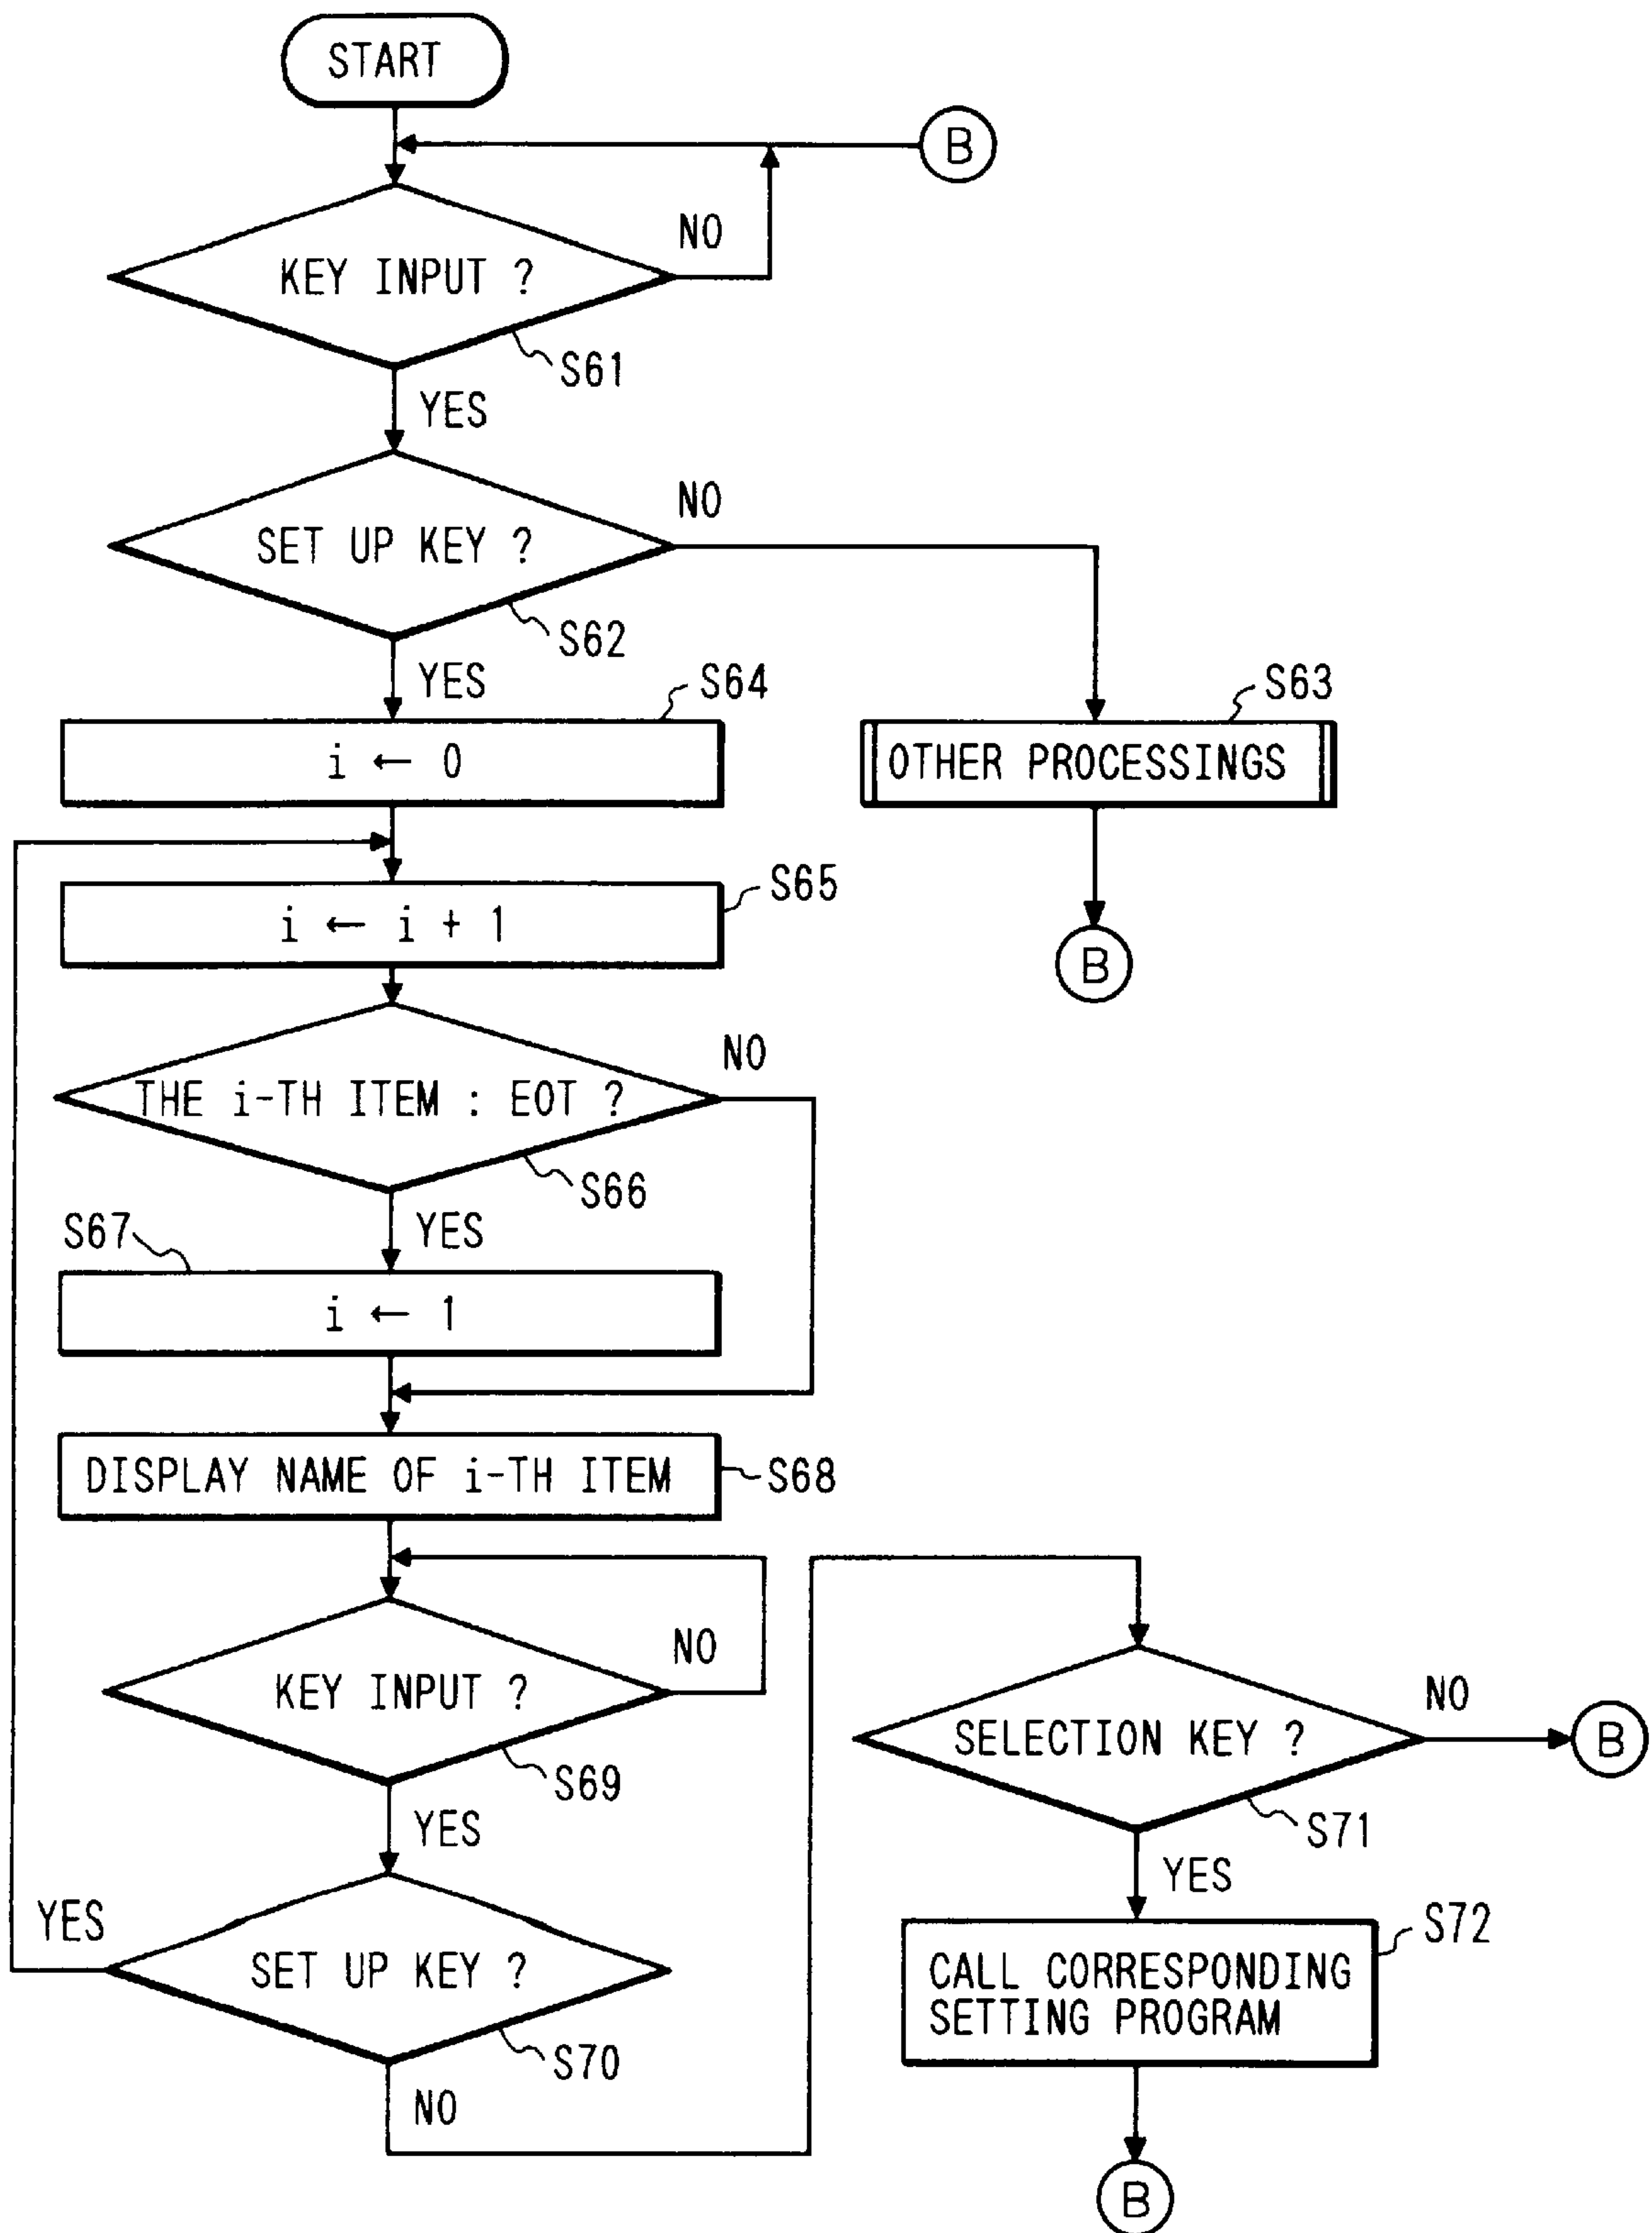 START
B
NO
KEY INPUT ?
S61
YES
NO
SET UP KEY ?
S62
YES
S64
S63
i ← 0
OTHER PROCESSINGS
S65
i ← i + 1
B
NO
THE i-TH ITEM : EOT ?
S66
S67
YES
i ← 1
DISPLAY NAME OF i-TH ITEM
S68
NO
KEY INPUT ?
S69
NO
SELECTION KEY ?
B
S71
YES
YES
YES
SET UP KEY ?
S70
S72
CALL CORRESPONDING
SETTING PROGRAM
NO
B